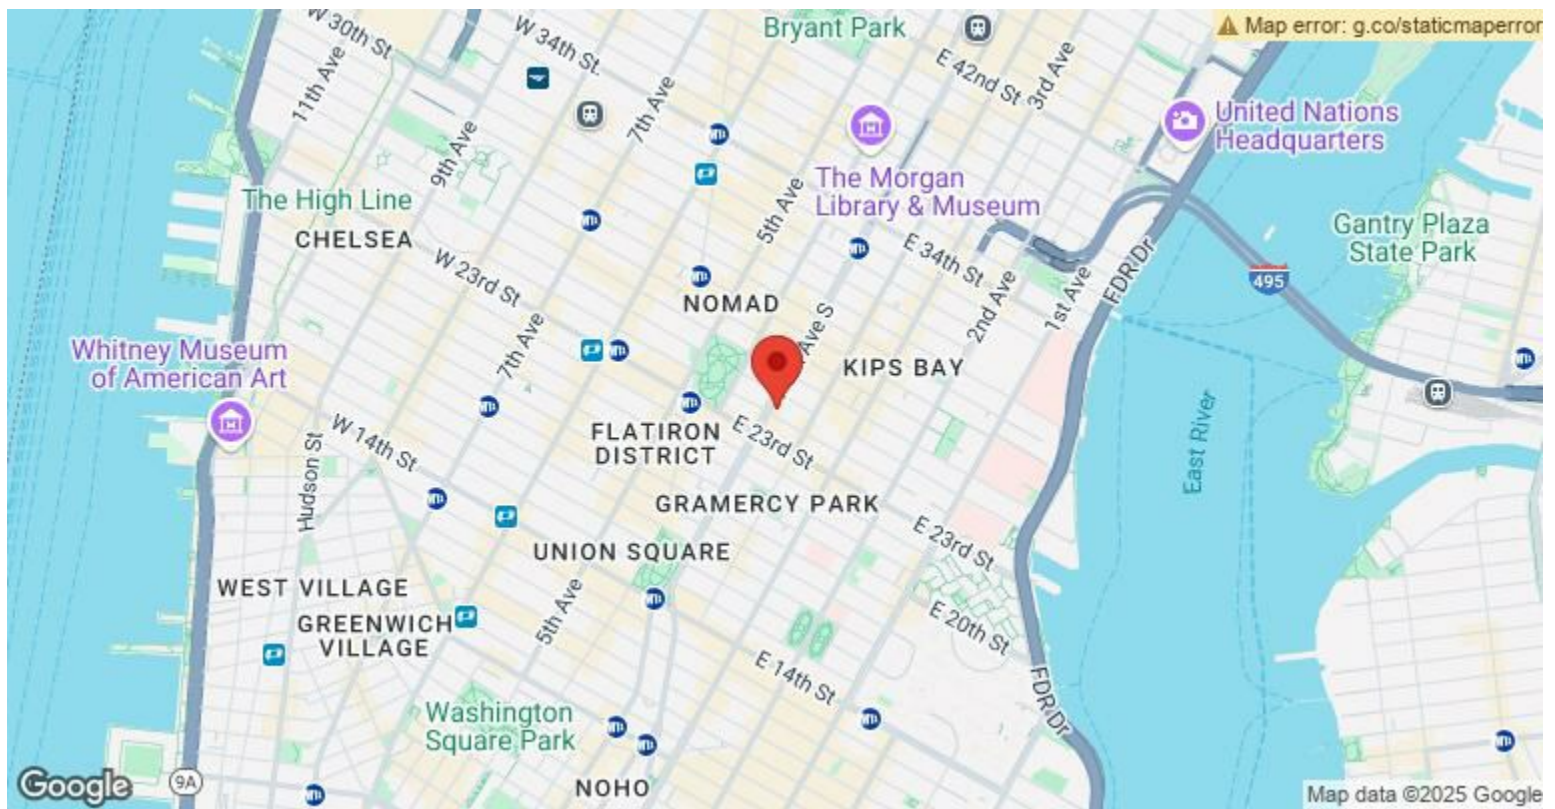 Bryant Park
Map error: g.co/staticmaperror
W 30th St
W 34th St.
11th Ave
7th Ave
E 42nd St
3rd Ave
United Nations
Headquarters
9th Ave
The High Line
CHELSEA
The Morgan
Library & Museum
5th Ave
E 34th St
Gantry Plaza
State Park
W 23rd St
FDR Dr
495
NOMAD
2nd Ave
1st Ave
Ave S
7th Ave
Whitney Museum
of American Art
KIPS BAY
East River
W 14th St
FLATIRON
DISTRICT
E 23rd St
Hudson St
GRAMERCY PARK
E 23rd St
UNION SQUARE
WEST VILLAGE
GREENWICH
VILLAGE
5th Ave
E 20th St
E 14th St
FDR Dr
Washington
Square Park
NOHO
Google
9A
Map data ©2025 Google